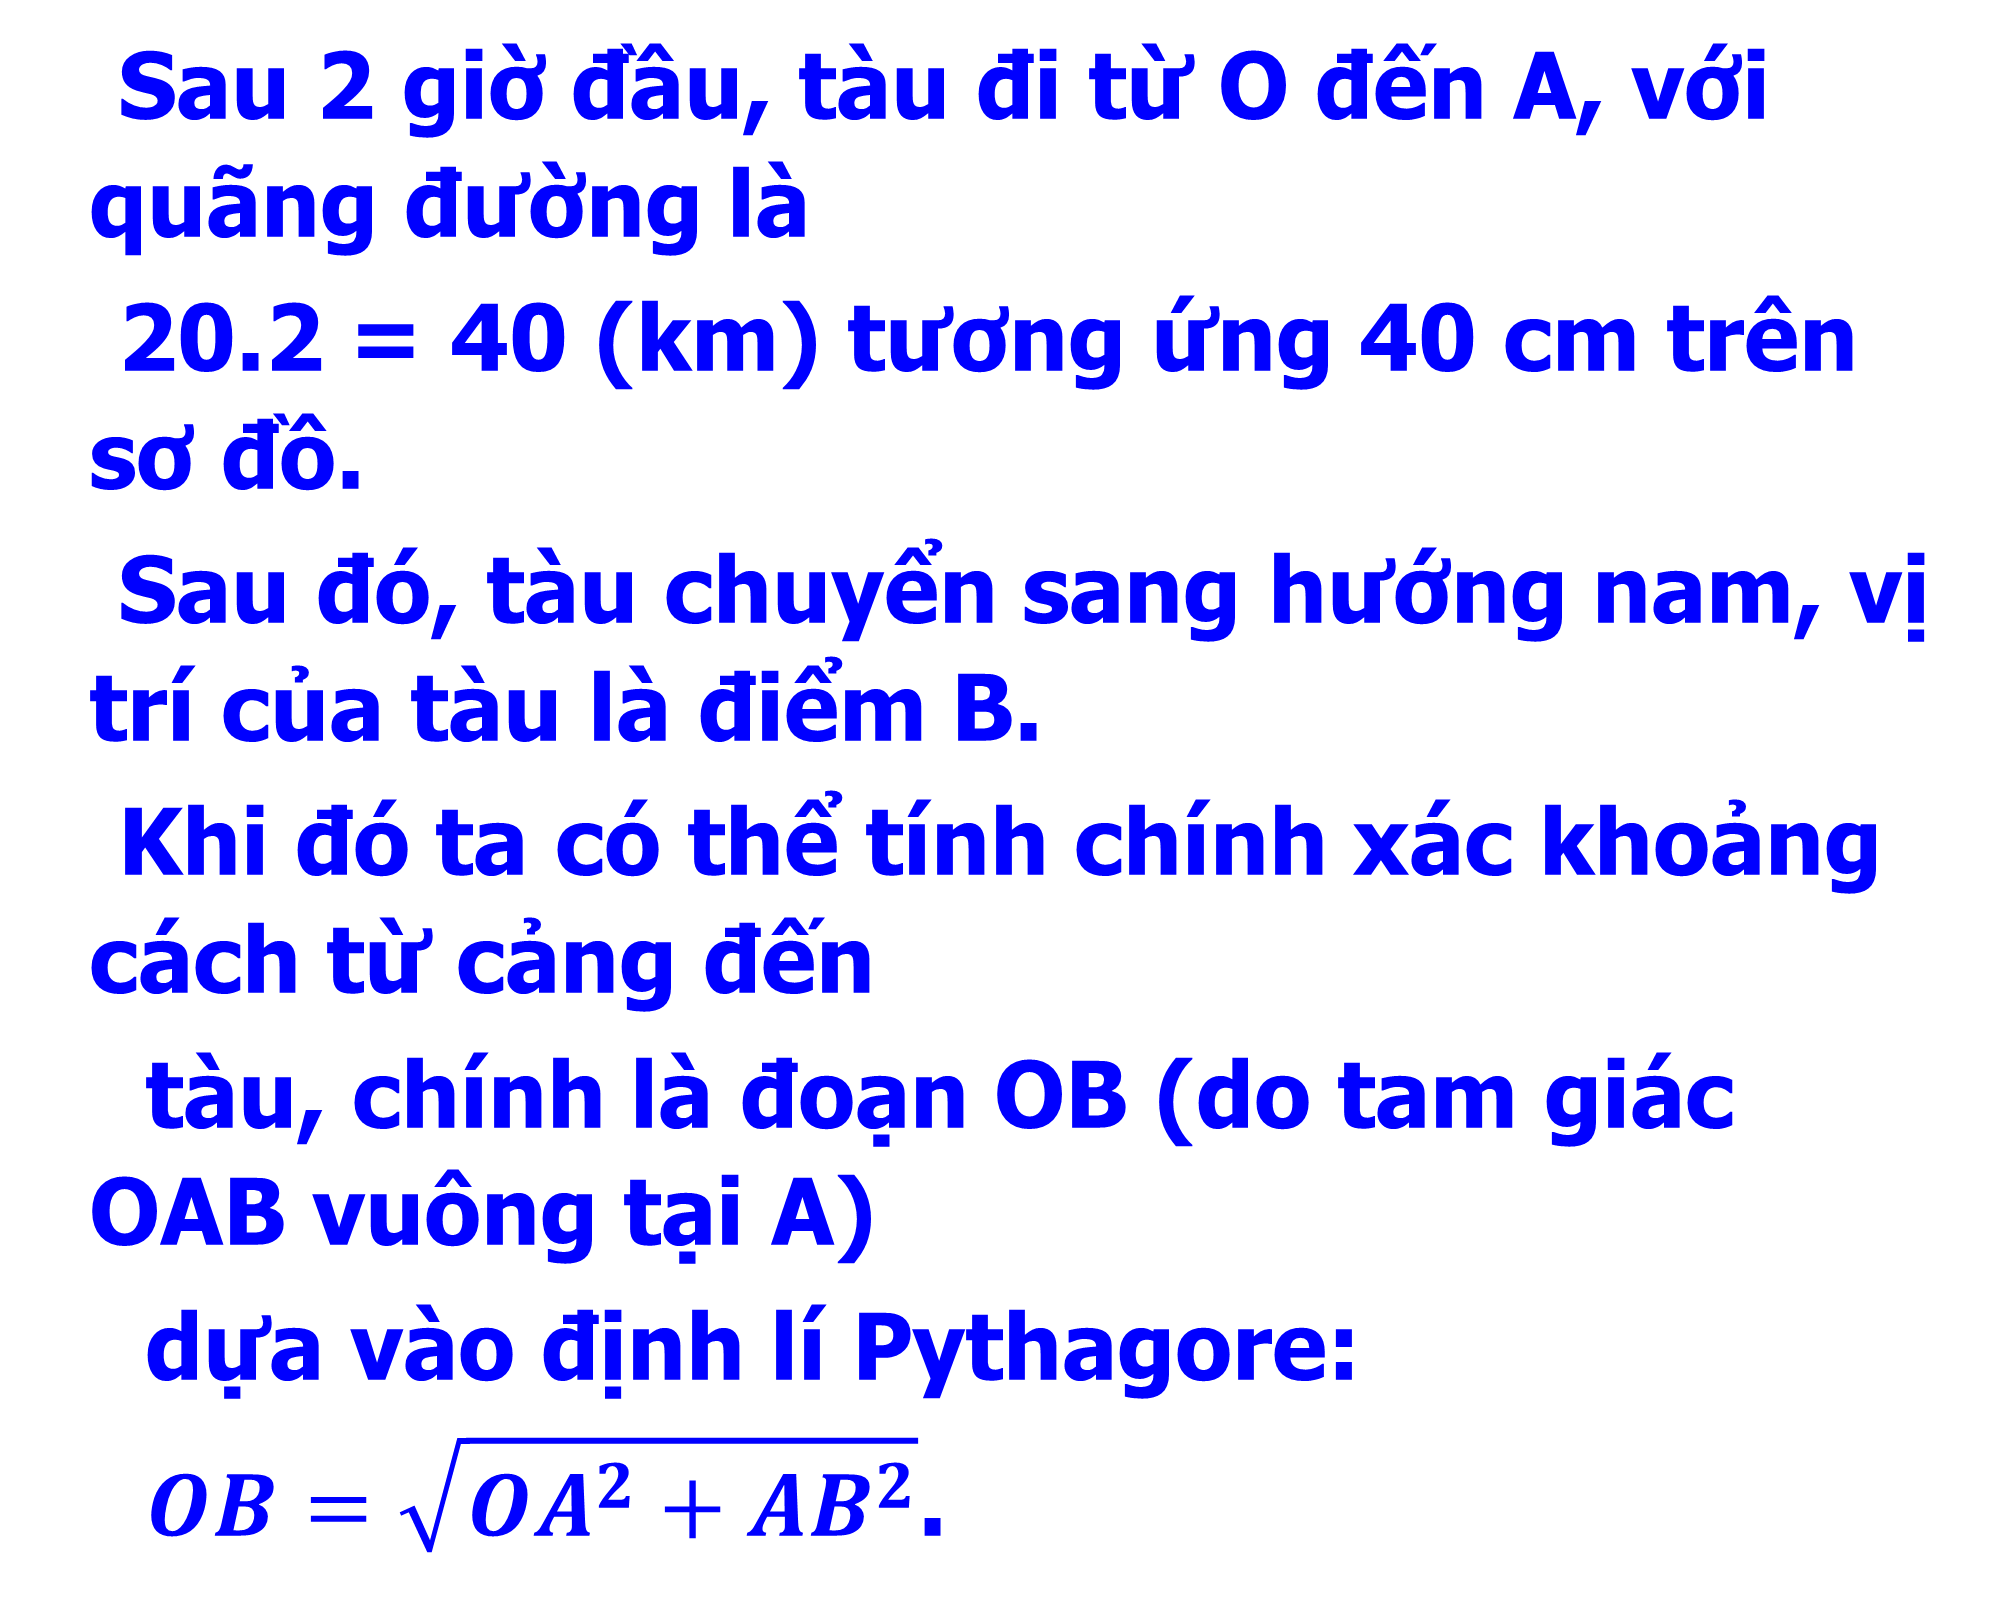 Sau 2 giờ đầu, tàu đi từ O đến A, với
quãng đường là
20.2 = 40 (km) tương ứng 40 cm trên
sơ đồ.
Sau đó, tàu chuyển sang hướng nam, vị
trí của tàu là điểm B.
Khi đó ta có thể tính chính xác khoảng
cách từ cảng đến
tàu, chính là đoạn OB (do tam giác
OAB vuông tại A)
dựa vào định lí Pythagore:
OB = √(OA² + AB²).